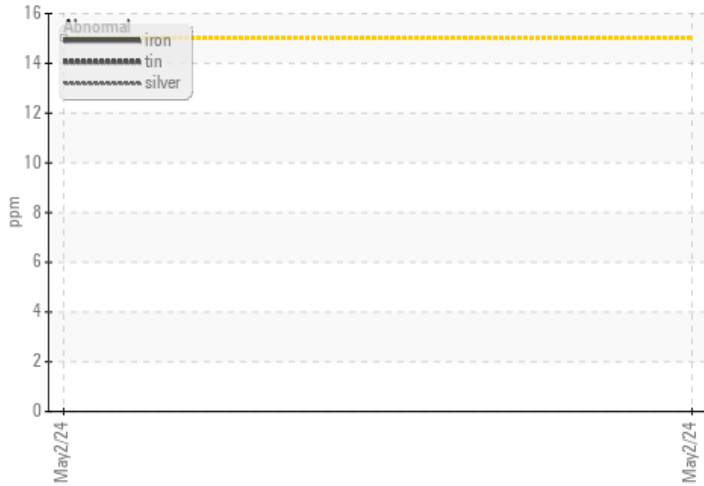 16
Abnormal
iron
14
tin
silver
12
10
ppm
8
6
4
2
0
May2/24
May2/24